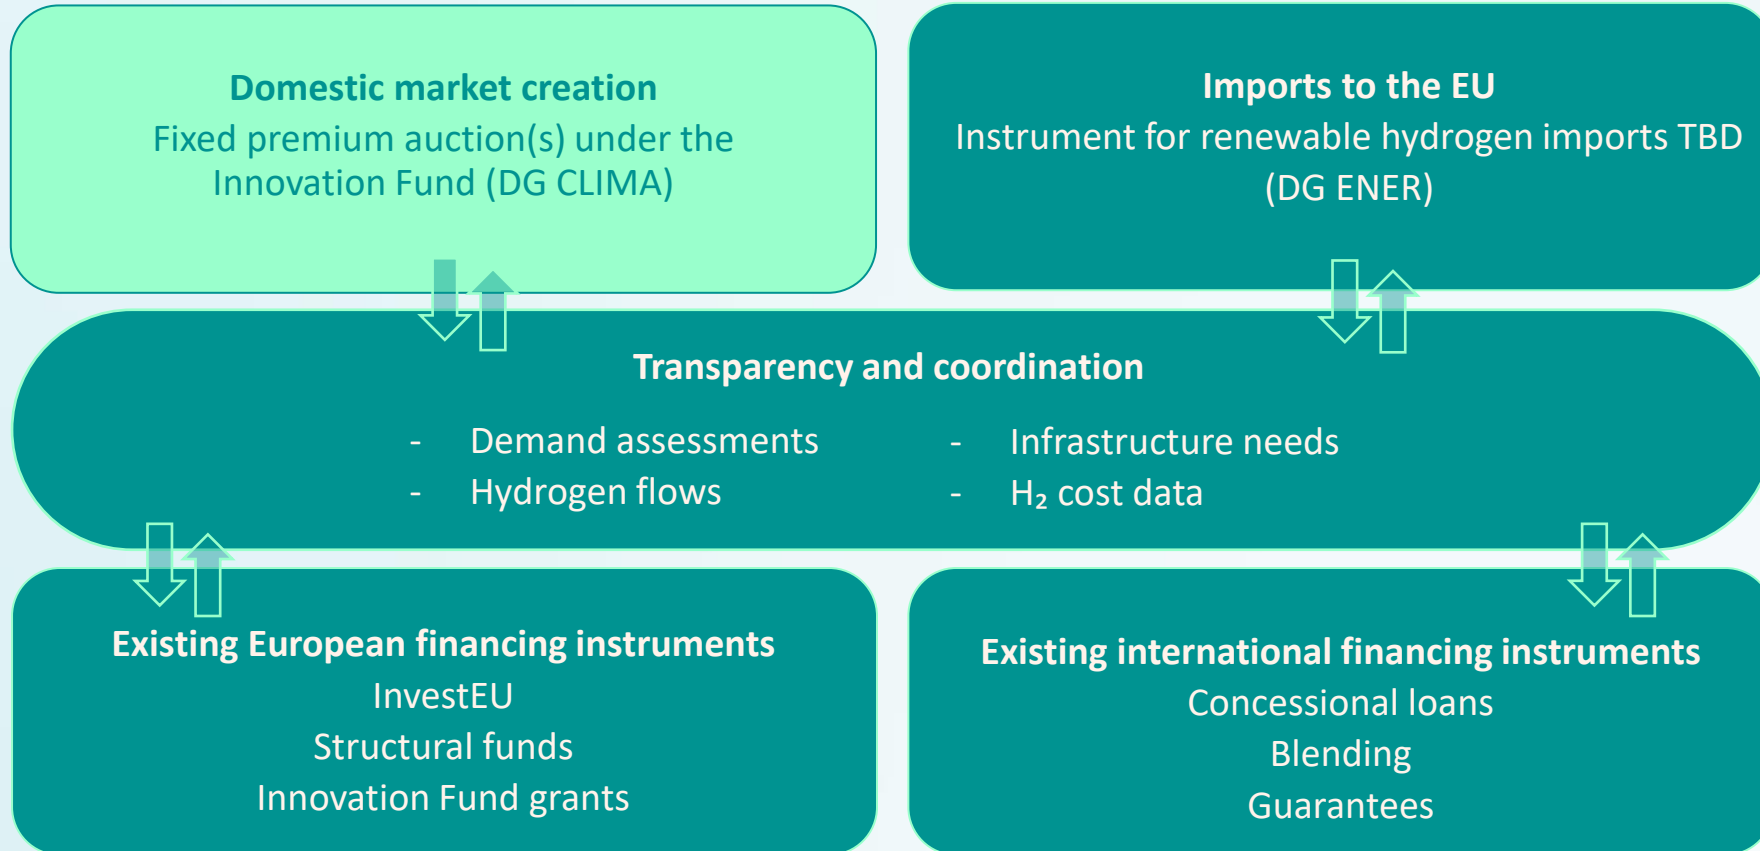 Domestic market creation
Fixed premium auction(s) under the
Innovation Fund (DG CLIMA)
Imports to the EU
Instrument for renewable hydrogen imports TBD
(DG ENER)
Transparency and coordination
- Demand assessments
- Hydrogen flows
- Infrastructure needs
- H₂ cost data
Existing European financing instruments
InvestEU
Structural funds
Innovation Fund grants
Existing international financing instruments
Concessional loans
Blending
Guarantees